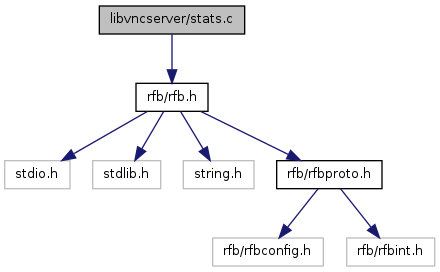 libvncserver/stats.c
rfb/rfb.h
stdio.h
stdlib.h
string.h
rfb/rfbproto.h
rfb/rfbconfig.h
rfb/rfbint.h